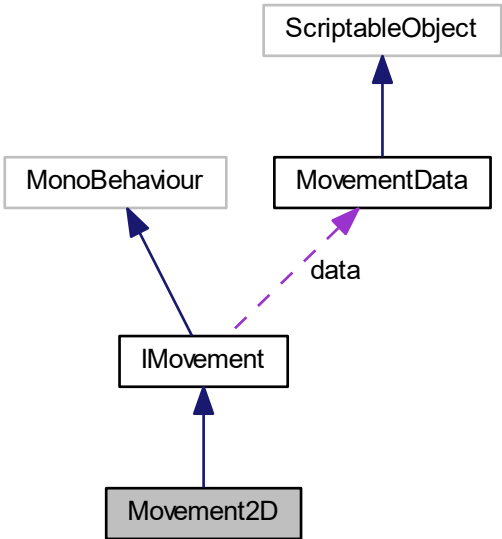 ScriptableObject
MonoBehaviour
MovementData
data
IMovement
Movement2D